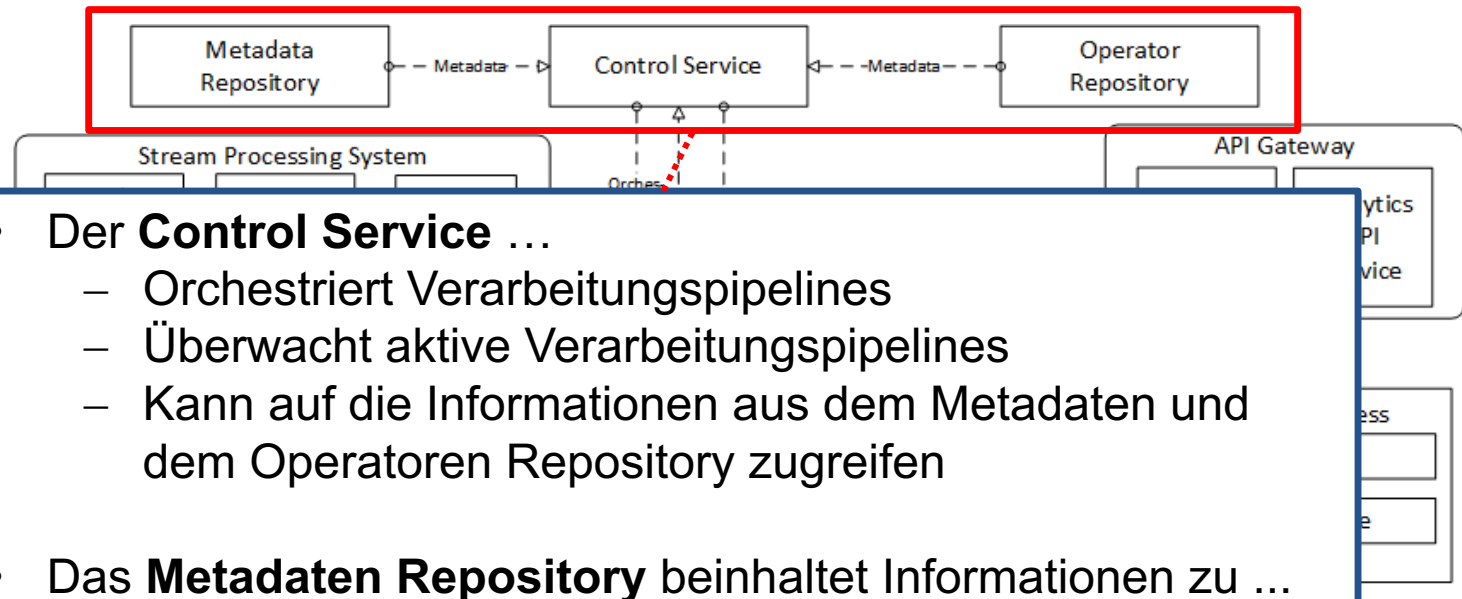 Metadata
Repository
Metadata
Control Service
Metadata
Operator
Repository
Stream Processing System
API Gateway
• Der Control Service …
– Orchestriert Verarbeitungspipelines
– Überwacht aktive Verarbeitungspipelines
– Kann auf die Informationen aus dem Metadaten und
dem Operatoren Repository zugreifen
• Das Metadaten Repository beinhaltet Informationen zu ...